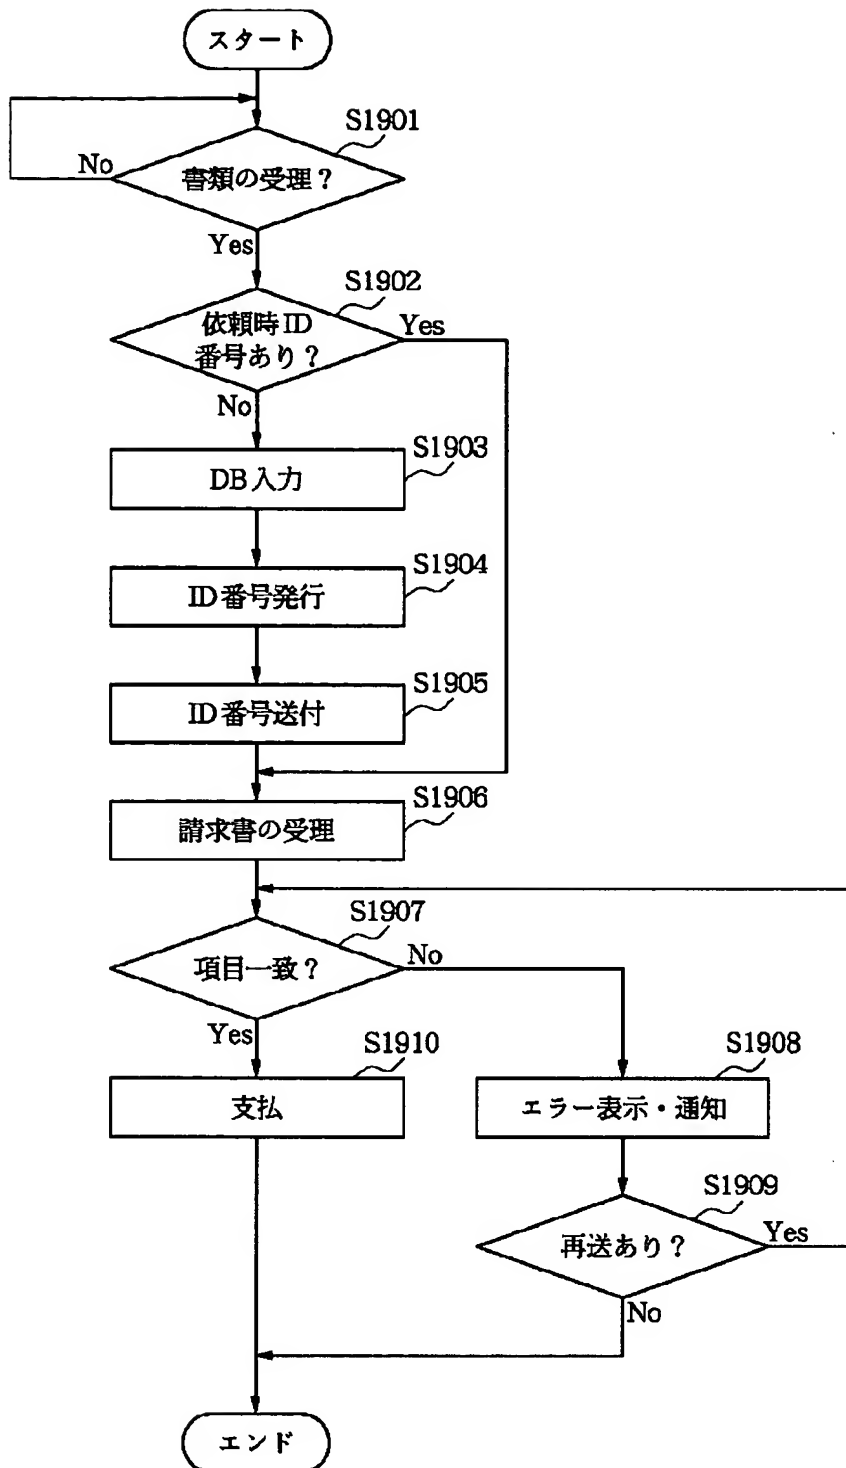 スタート
S1901
書類の受理?
No
Yes
S1902
依頼時ID
番号あり?
Yes
No
S1903
DB入力
S1904
ID番号発行
S1905
ID番号送付
S1906
請求書の受理
S1907
項目一致?
No
Yes
S1910
支払
S1908
エラー表示・通知
S1909
再送あり?
Yes
No
エンド